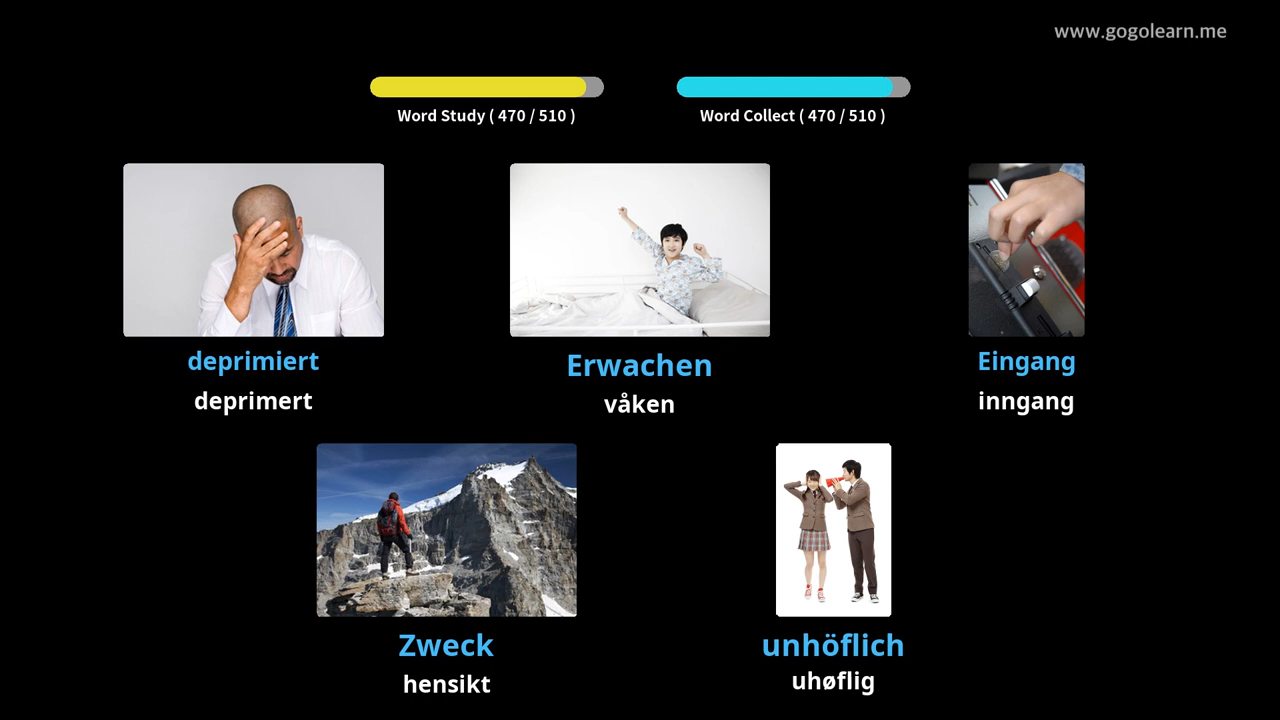 www.gogolearn.me
Word Study ( 470 / 510 )
Word Collect ( 470 / 510 )
deprimiert
deprimert
Erwachen
våken
Eingang
inngang
Zweck
hensikt
unhöflich
uhøflig